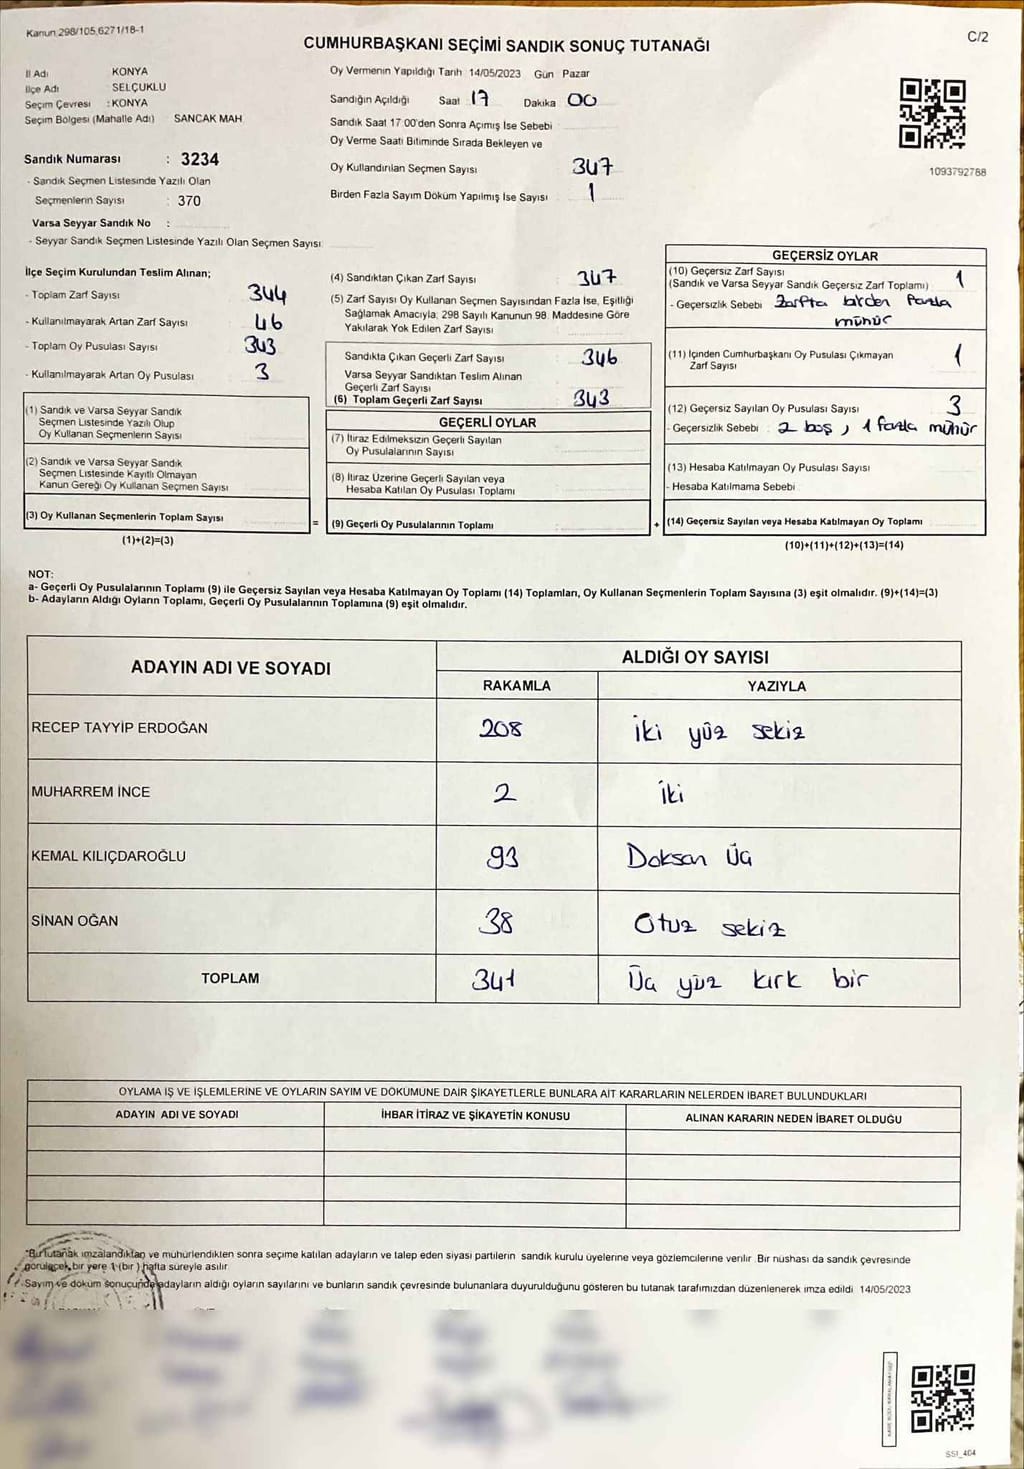 Kanun 298/105,6271/18-1
C/2
CUMHURBAŞKANI SEÇİMİ SANDIK SONUÇ TUTANAĞI
İl Adı KONYA
İlçe Adı SELÇUKLU
Seçim Çevresi : KONYA
Seçim Bölgesi (Mahalle Adı) SANCAK MAH
Sandık Numarası : 3234
- Sandık Seçmen Listesinde Yazılı Olan
Seçmenlerin Sayısı : 370
Varsa Seyyar Sandık No :
- Seyyar Sandık Seçmen Listesinde Yazılı Olan Seçmen Sayısı
Oy Vermenin Yapıldığı Tarih 14/05/2023 Gün Pazar
Sandığın Açıldığı Saat 17 Dakika 00
Sandık Saat 17:00'den Sonra Açımış İse Sebebi
Oy Verme Saati Bitiminde Sırada Bekleyen ve
Oy Kullandırılan Seçmen Sayısı 347
Birden Fazla Sayım Döküm Yapılmış İse Sayısı 1
1093792788
İlçe Seçim Kurulundan Teslim Alınan;
- Toplam Zarf Sayısı 344
- Kullanılmayarak Artan Zarf Sayısı 46
- Toplam Oy Pusulası Sayısı 343
- Kullanılmayarak Artan Oy Pusulası 3
(1) Sandık ve Varsa Seyyar Sandık
Seçmen Listesinde Yazılı Olup
Oy Kullanan Seçmenlerin Sayısı
(2) Sandık ve Varsa Seyyar Sandık
Seçmen Listesinde Kayıtlı Olmayan
Kanun Gereği Oy Kullanan Seçmen Sayısı
(3) Oy Kullanan Seçmenlerin Toplam Sayısı
(1)+(2)=(3)
=
(4) Sandıktan Çıkan Zarf Sayısı 347
(5) Zarf Sayısı Oy Kullanan Seçmen Sayısından Fazla İse, Eşitliği
Sağlamak Amacıyla; 298 Sayılı Kanunun 98. Maddesine Göre
Yakılarak Yok Edilen Zarf Sayısı
Sandıkta Çıkan Geçerli Zarf Sayısı 346
Varsa Seyyar Sandıktan Teslim Alınan
Geçerli Zarf Sayısı
(6) Toplam Geçerli Zarf Sayısı 343
GEÇERLİ OYLAR
(7) İtiraz Edilmeksizin Geçerli Sayılan
Oy Pusulalarının Sayısı
(8) İtiraz Üzerine Geçerli Sayılan veya
Hesaba Katılan Oy Pusulası Toplamı
(9) Geçerli Oy Pusulalarının Toplamı
+
GEÇERSİZ OYLAR
(10) Geçersiz Zarf Sayısı 1
(Sandık ve Varsa Seyyar Sandık Geçersiz Zarf Toplamı)
- Geçersizlik Sebebi Zarfta birden fazla
mühür
(11) İçinden Cumhurbaşkanı Oy Pusulası Çıkmayan 1
Zarf Sayısı
(12) Geçersiz Sayılan Oy Pusulası Sayısı 3
- Geçersizlik Sebebi : 2 boş, 1 fazla mühür
(13) Hesaba Katılmayan Oy Pusulası Sayısı
- Hesaba Katılmama Sebebi
(14) Geçersiz Sayılan veya Hesaba Katılmayan Oy Toplamı
(10)+(11)+(12)+(13)=(14)
NOT:
a- Geçerli Oy Pusulalarının Toplamı (9) ile Geçersiz Sayılan veya Hesaba Katılmayan Oy Toplamı (14) Toplamları, Oy Kullanan Seçmenlerin Toplam Sayısına (3) eşit olmalıdır. (9)+(14)=(3)
b- Adayların Aldığı Oyların Toplamı, Geçerli Oy Pusulalarının Toplamına (9) eşit olmalıdır.
ADAYIN ADI VE SOYADI
ALDIĞI OY SAYISI
RAKAMLA YAZIYLA
RECEP TAYYİP ERDOĞAN 208 iki yüz sekiz
MUHARREM İNCE 2 iki
KEMAL KILIÇDAROĞLU 93 Doksan Üç
SİNAN OĞAN 38 Otuz sekiz
TOPLAM 341 Üç yüz kırk bir
OYLAMA İŞ VE İŞLEMLERİNE VE OYLARIN SAYIM VE DÖKÜMÜNE DAİR ŞİKAYETLERLE BUNLARA AİT KARARLARIN NELERDEN İBARET BULUNDUKLARI
ADAYIN ADI VE SOYADI İHBAR İTİRAZ VE ŞİKAYETİN KONUSU ALINAN KARARIN NEDEN İBARET OLDUĞU
*Bu tutanak imzalandıktan ve mühürlendikten sonra seçime katılan adayların ve talep eden siyasi partilerin sandık kurulu üyelerine veya gözlemcilerine verilir. Bir nüshası da sandık çevresinde
görülecek bir yere 1 (bir) hafta süreyle asılır
Sayım ve döküm sonucunda adayların aldığı oyların sayılarını ve bunların sandık çevresinde bulunanlara duyurulduğunu gösteren bu tutanak tarafımızdan düzenlenerek imza edildi 14/05/2023
SSI_404